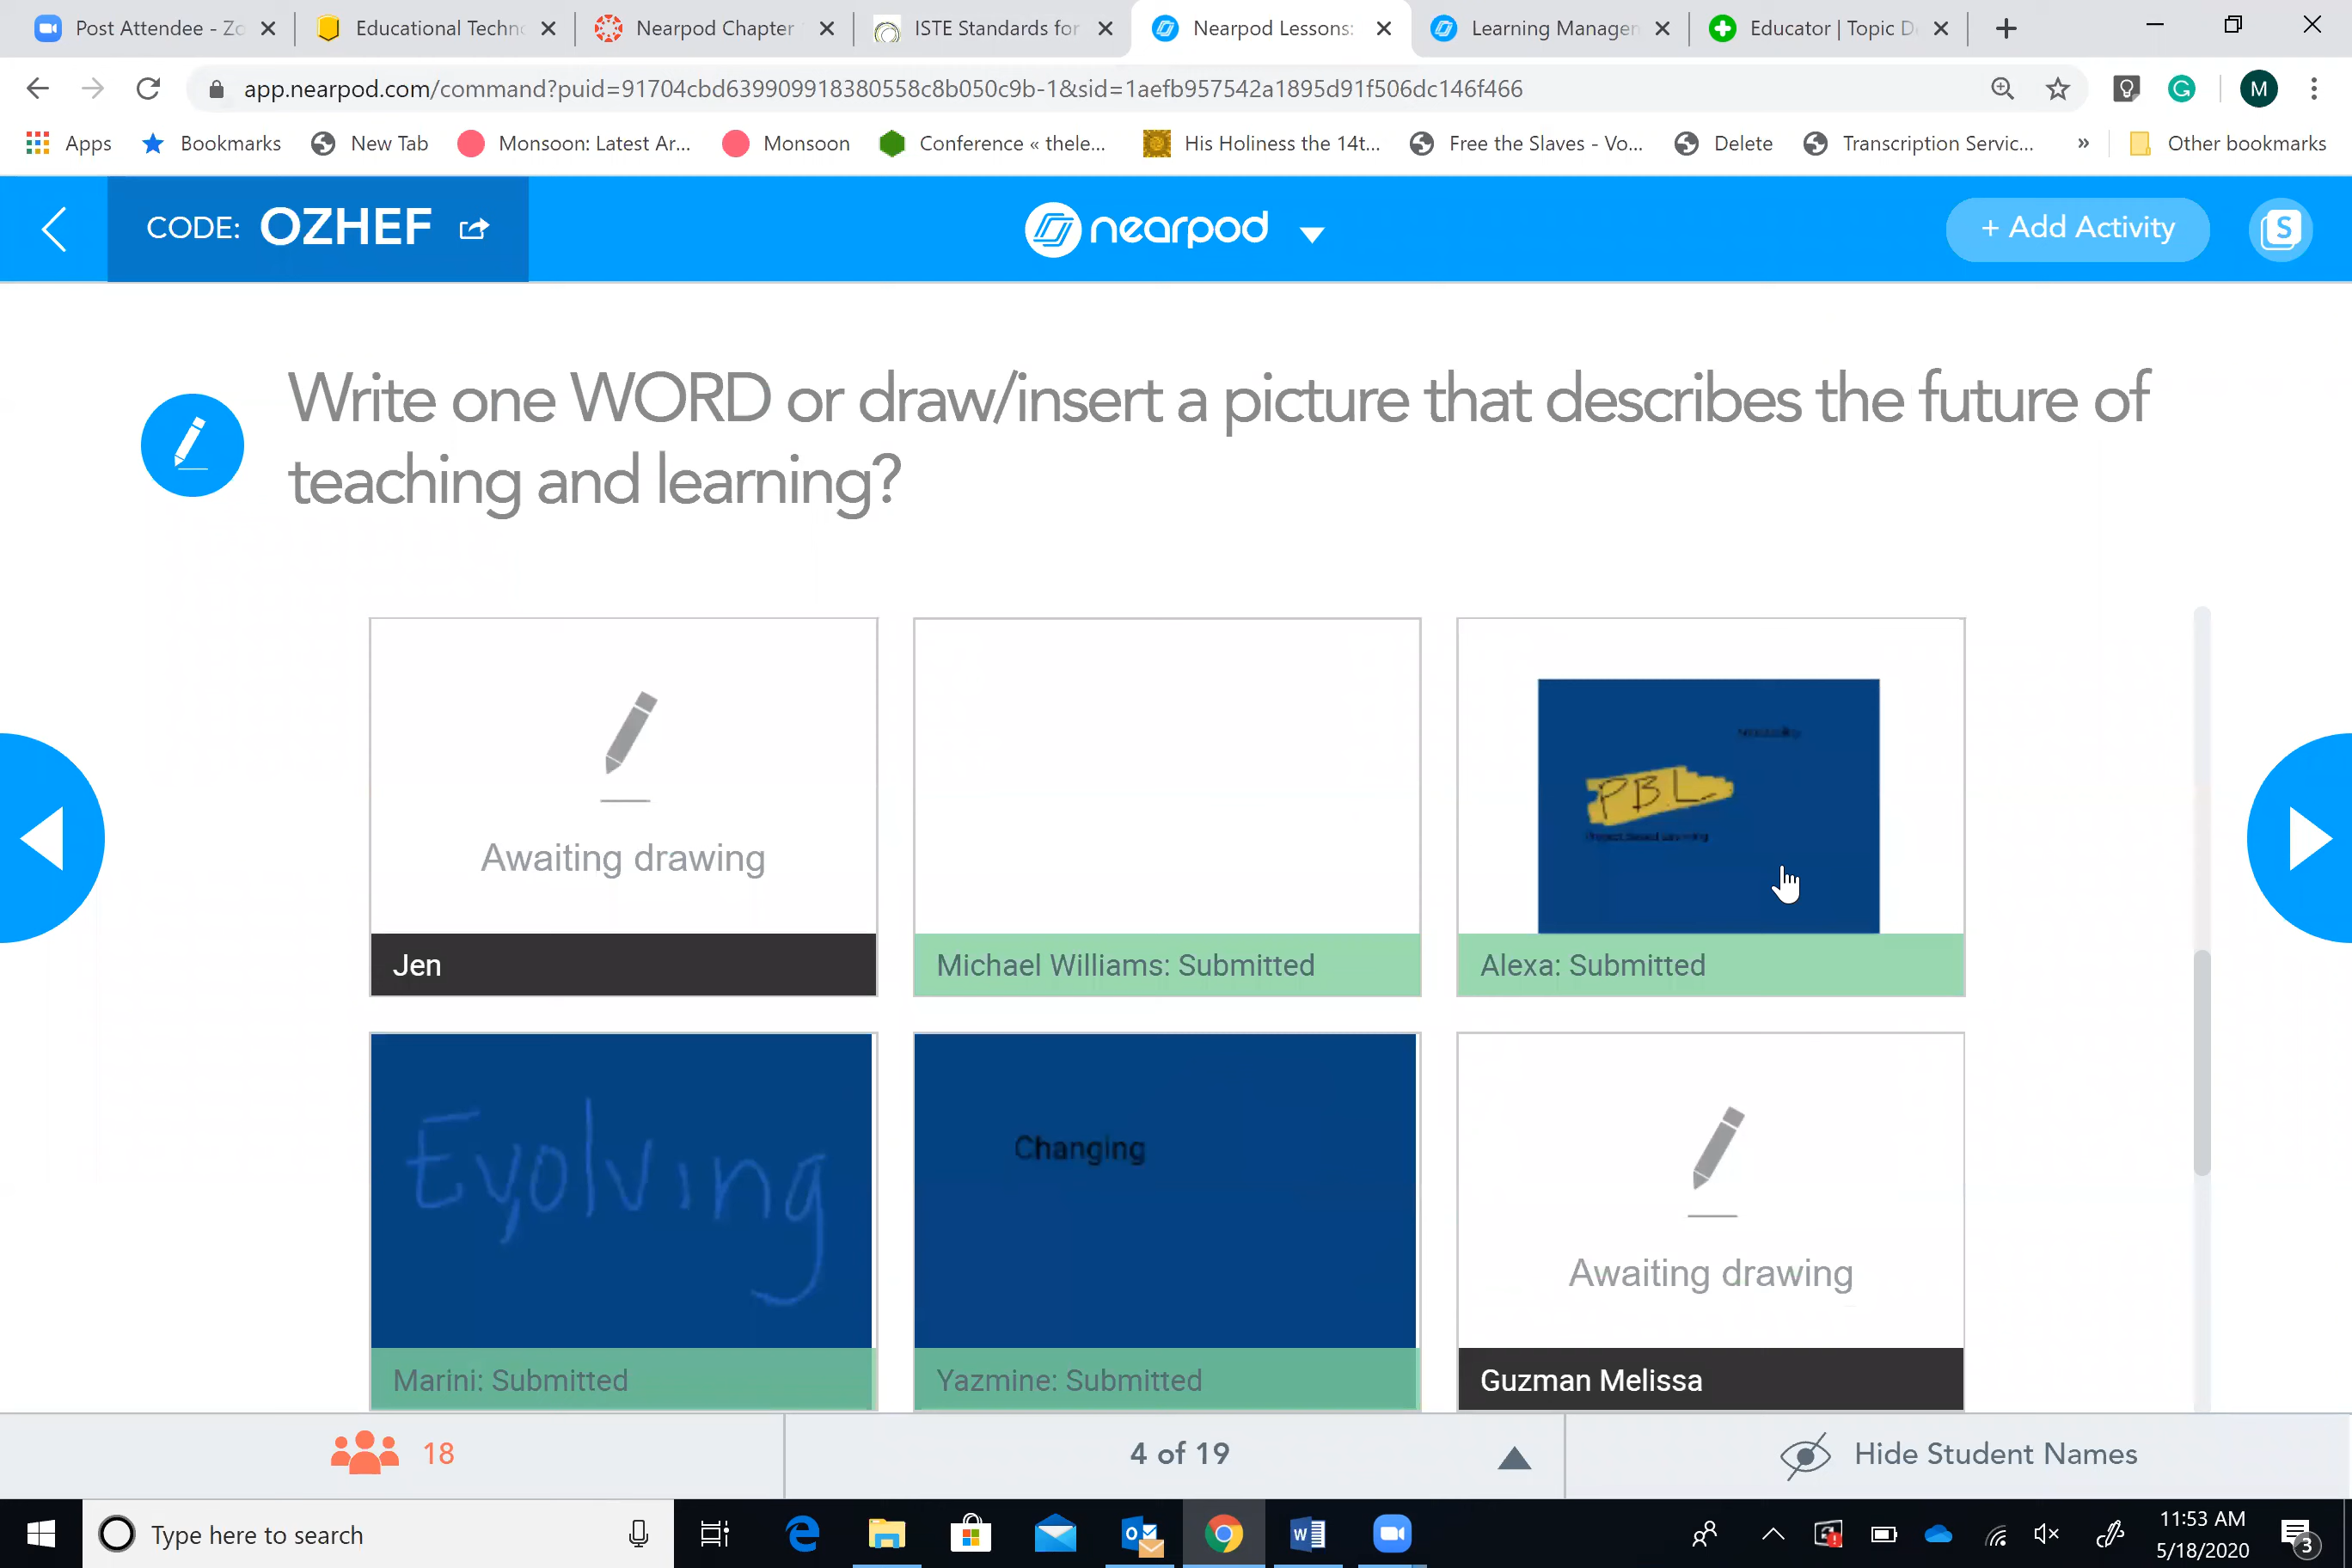 Post Attendee - Zo
Educational Techno
Nearpod Chapter
ISTE Standards for
Nearpod Lessons:
Learning Managem
Educator | Topic D
app.nearpod.com/command?puid=91704cbd639909918380558c8b050c9b-1&sid=1aefb957542a1895d91f506dc146f466
M
Apps
Bookmarks
New Tab
Monsoon: Latest Ar...
Monsoon
Conference « thele...
His Holiness the 14t...
Free the Slaves - Vo...
Delete
Transcription Servic...
»
Other bookmarks
CODE: OZHEF
nearpod
+ Add Activity
S
Write one WORD or draw/insert a picture that describes the future of
teaching and learning?
Awaiting drawing
Jen
Michael Williams: Submitted
PBL
Project Based Learning
Alexa: Submitted
Evolving
Marini: Submitted
Changing
Yazmine: Submitted
Awaiting drawing
Guzman Melissa
18
4 of 19
Hide Student Names
Type here to search
11:53 AM
5/18/2020
3